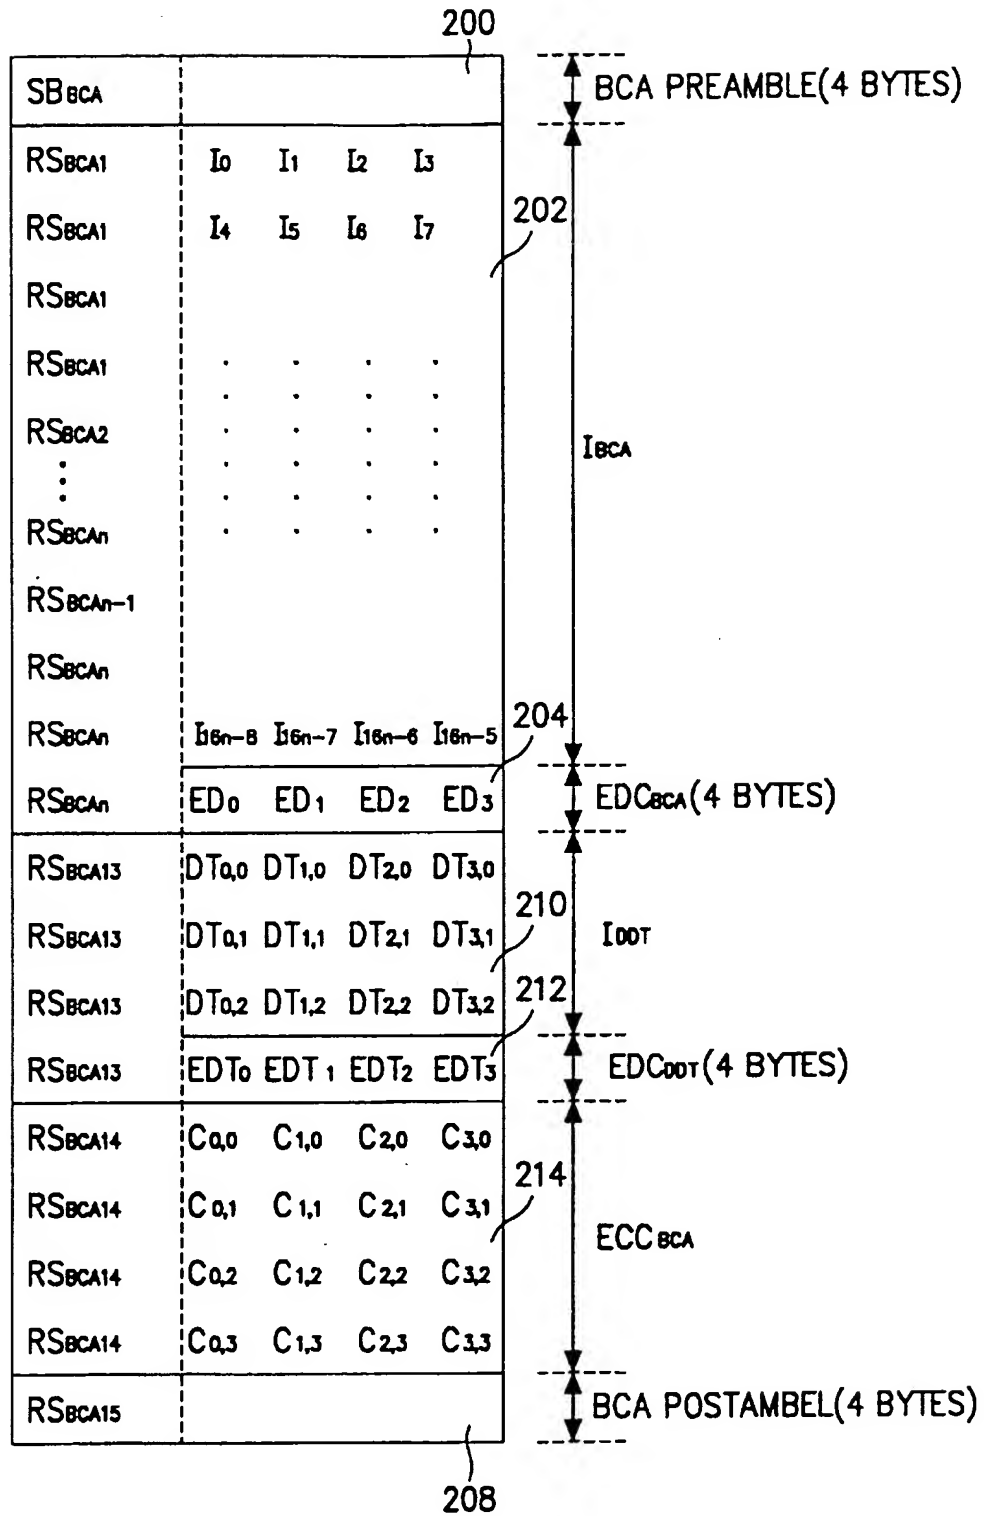 200
SBBCA BCA PREAMBLE(4 BYTES)
RSBCA1 I0 I1 I2 I3
202
RSBCA1 I4 I5 I6 I7
RSBCA1
RSBCA1 . . . .
. . . .
RSBCA2 . . . .
IBCA
. . . .
. . . .
RSBCAn . . . .
RSBCAn-1
RSBCAn
204
RSBCAn I16n-8 I16n-7 I16n-6 I16n-5
RSBCAn ED0 ED1 ED2 ED3 EDCBCA(4 BYTES)
RSBCA13 DT0,0 DT1,0 DT2,0 DT3,0
210
RSBCA13 DT0,1 DT1,1 DT2,1 DT3,1 IDDT
212
RSBCA13 DT0,2 DT1,2 DT2,2 DT3,2
RSBCA13 EDT0 EDT1 EDT2 EDT3 EDCDDT(4 BYTES)
RSBCA14 C0,0 C1,0 C2,0 C3,0
214
RSBCA14 C0,1 C1,1 C2,1 C3,1
ECCBCA
RSBCA14 C0,2 C1,2 C2,2 C3,2
RSBCA14 C0,3 C1,3 C2,3 C3,3
RSBCA15 BCA POSTAMBEL(4 BYTES)
208